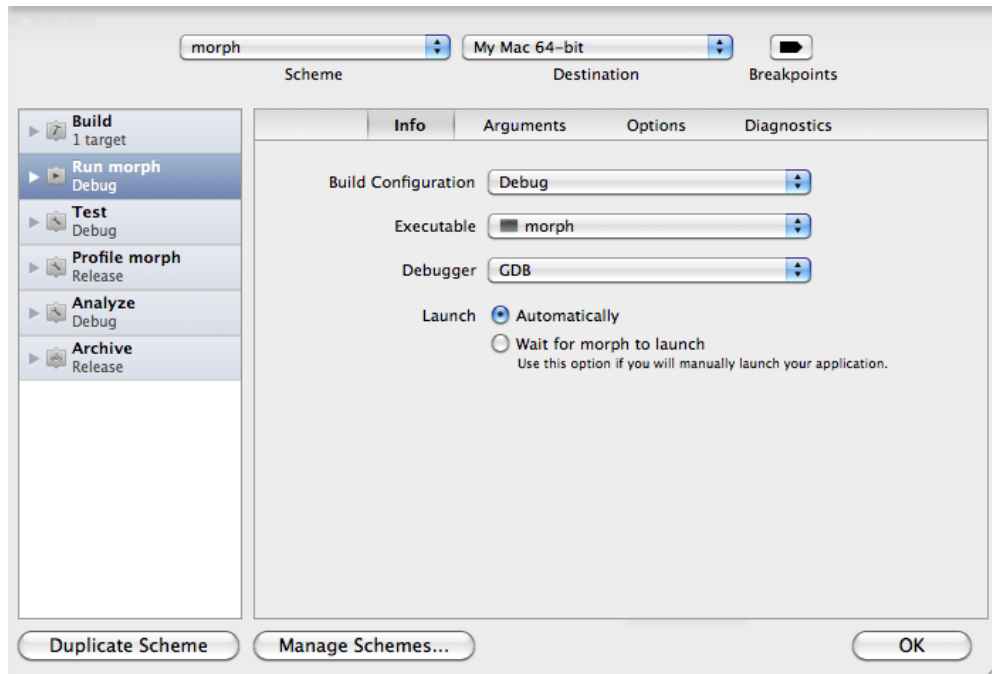 morph
My Mac 64-bit
Scheme
Destination
Breakpoints
Build
1 target
Run morph
Debug
Test
Debug
Profile morph
Release
Analyze
Debug
Archive
Release
Info
Arguments
Options
Diagnostics
Build Configuration
Debug
Executable
morph
Debugger
GDB
Launch
Automatically
Wait for morph to launch
Use this option if you will manually launch your application.
Duplicate Scheme
Manage Schemes...
OK